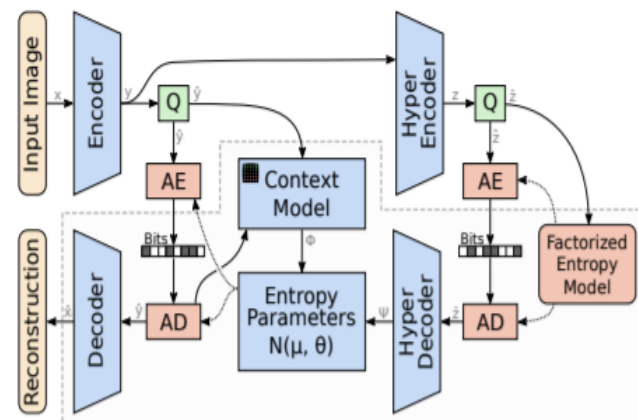 Input Image
x
Encoder
y
Q
ŷ
ŷ
AE
Bits
AD
ŷ
Decoder
x̂
Reconstruction
Context
Model
Φ
Entropy
Parameters
N(μ, θ)
Ψ
Hyper
Encoder
z
Q
ẑ
ẑ
AE
Bits
AD
ẑ
Hyper
Decoder
Factorized
Entropy
Model